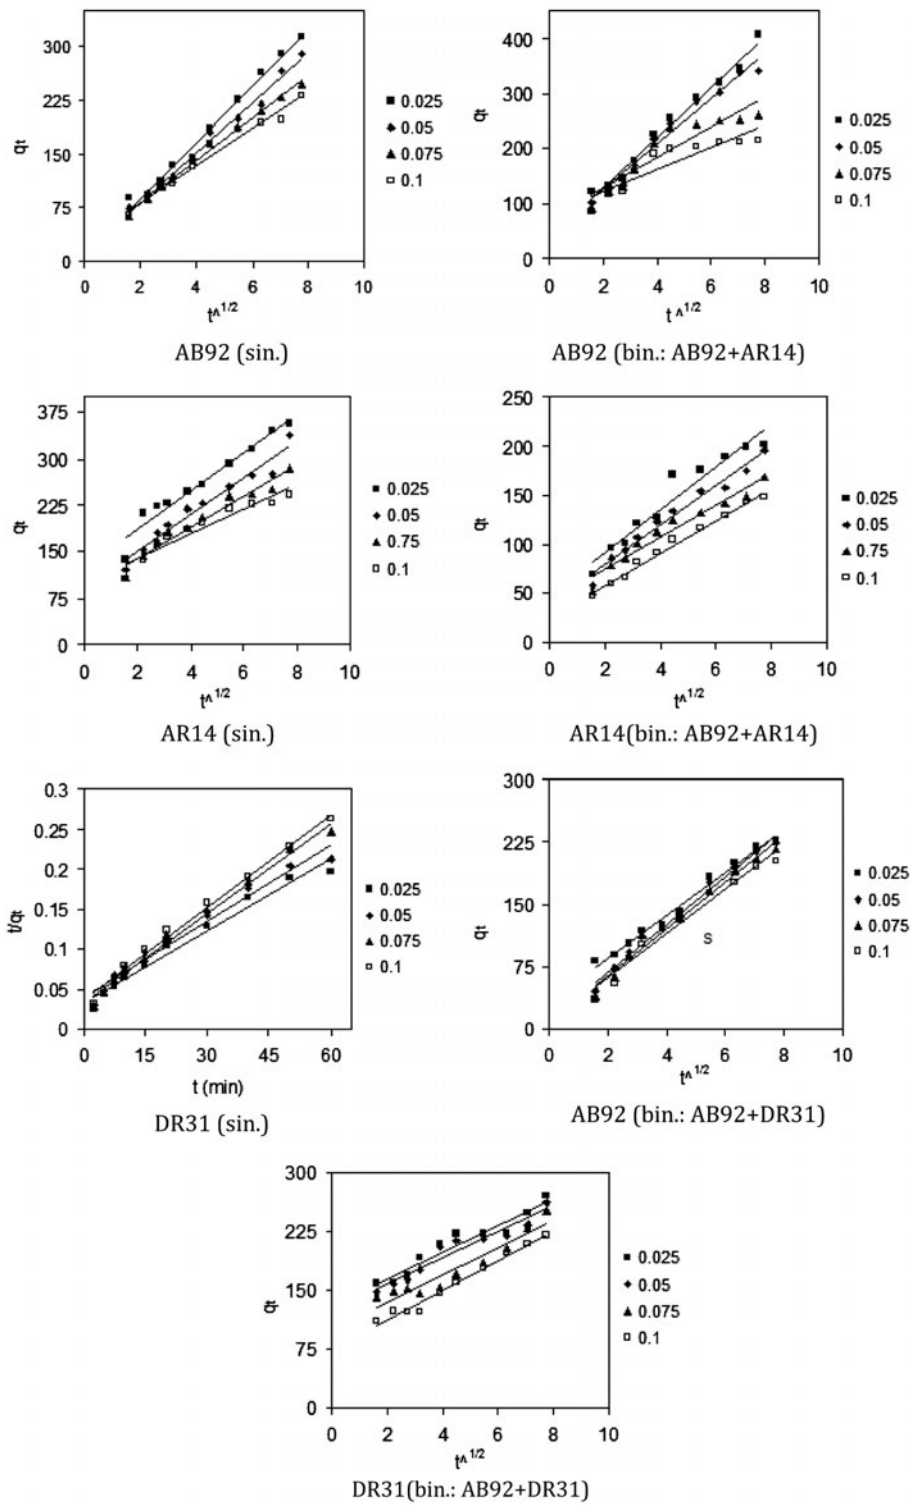 300
225
150
75
0
qt
0 2 4 6 8 10
t^1/2
0.025
0.05
0.075
0.1
AB92 (sin.)
400
300
200
100
0
qt
0 2 4 6 8 10
t ^1/2
0.025
0.05
0.075
0.1
AB92 (bin.: AB92+AR14)
375
300
225
150
75
0
qt
0 2 4 6 8 10
t^1/2
0.025
0.05
0.75
0.1
AR14 (sin.)
250
200
150
100
50
0
qt
0 2 4 6 8 10
t^1/2
0.025
0.05
0.75
0.1
AR14(bin.: AB92+AR14)
0.3
0.25
0.2
0.15
0.1
0.05
0
t/qt
0 15 30 45 60
t (min)
0.025
0.05
0.075
0.1
DR31 (sin.)
300
225
150
75
0
qt
S
0 2 4 6 8 10
t^1/2
0.025
0.05
0.075
0.1
AB92 (bin.: AB92+DR31)
300
225
150
75
0
qt
0 2 4 6 8 10
t^1/2
0.025
0.05
0.075
0.1
DR31(bin.: AB92+DR31)